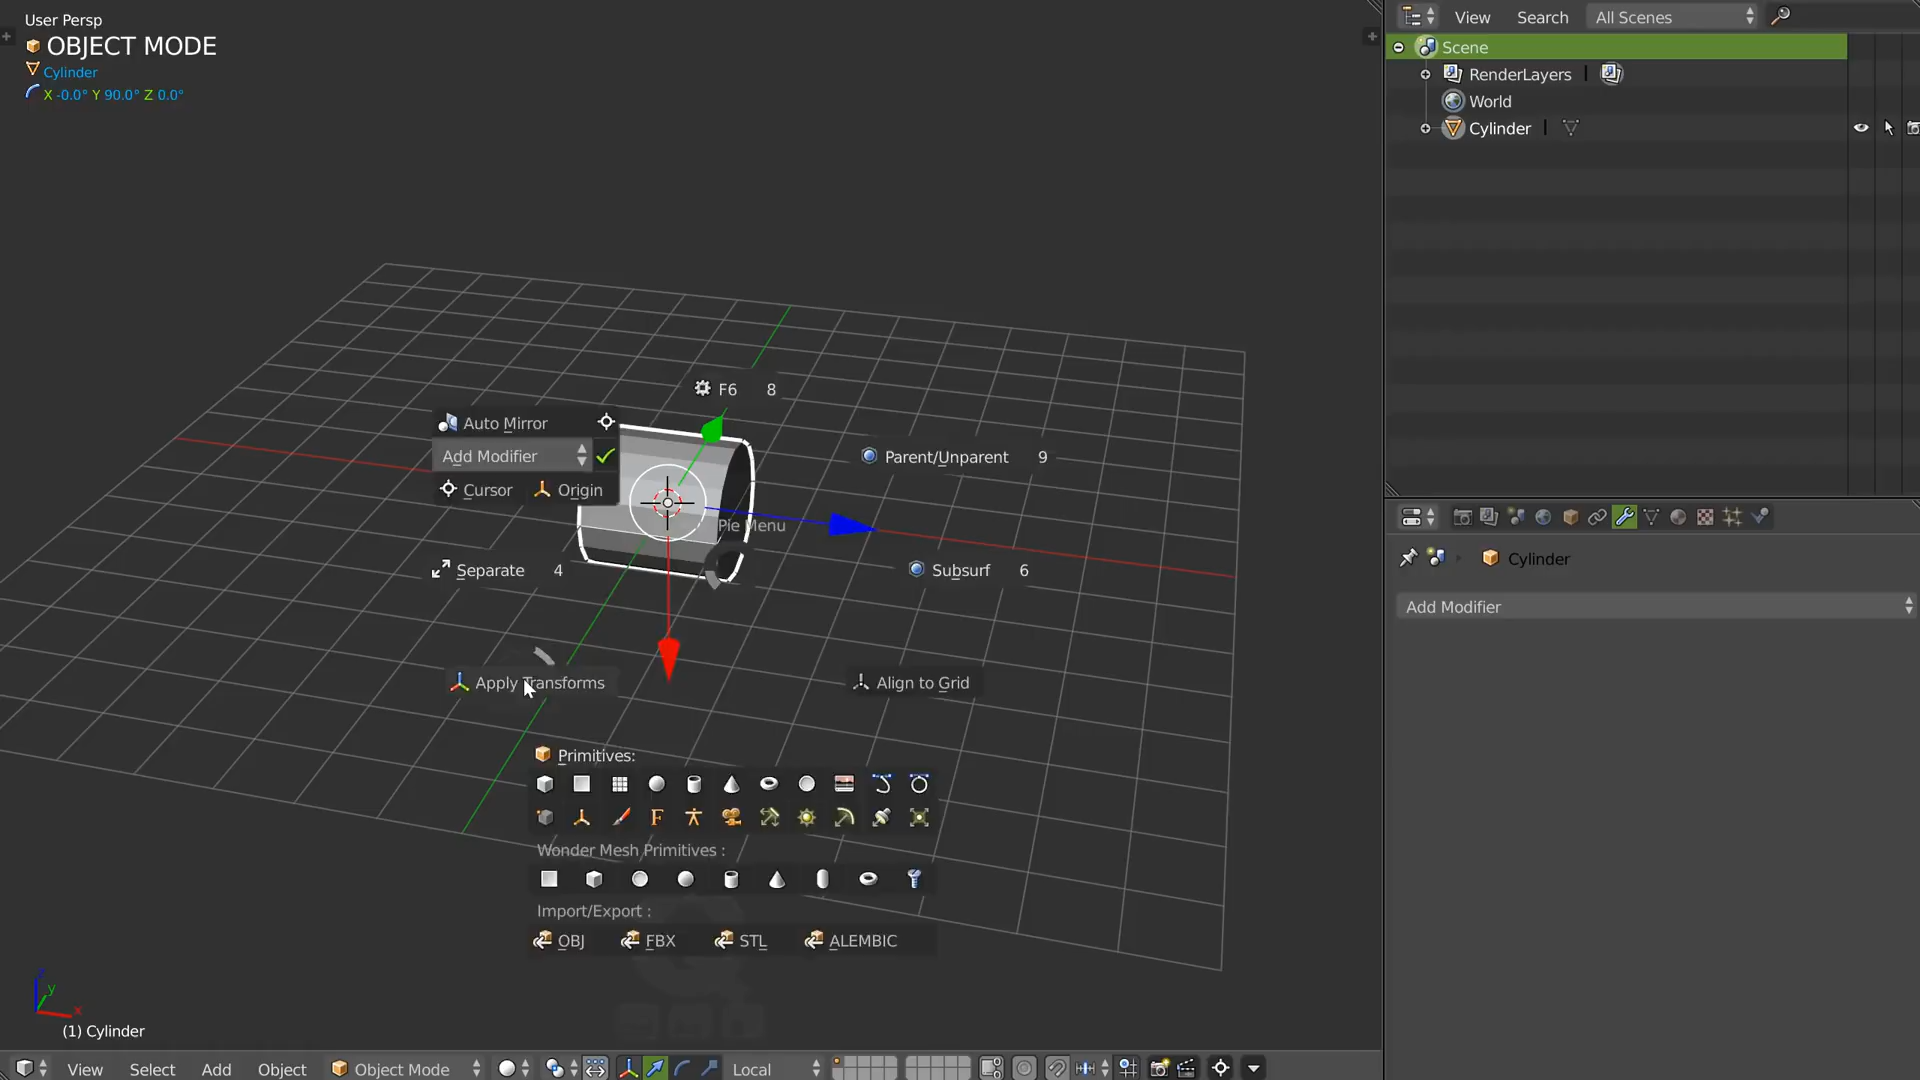 User Persp
OBJECT MODE
Cylinder
X -0.0° Y 90.0° Z 0.0°
F6 8
Auto Mirror
Add Modifier
Cursor Origin
Parent/Unparent 9
Pie Menu
Separate 4
Subsurf 6
Apply Transforms
Align to Grid
Primitives:
F
Wonder Mesh Primitives :
Import/Export :
OBJ FBX STL ALEMBIC
z
y
x
(1) Cylinder
View Select Add Object Object Mode Local
View Search All Scenes
Scene
RenderLayers
World
Cylinder
Cylinder
Add Modifier